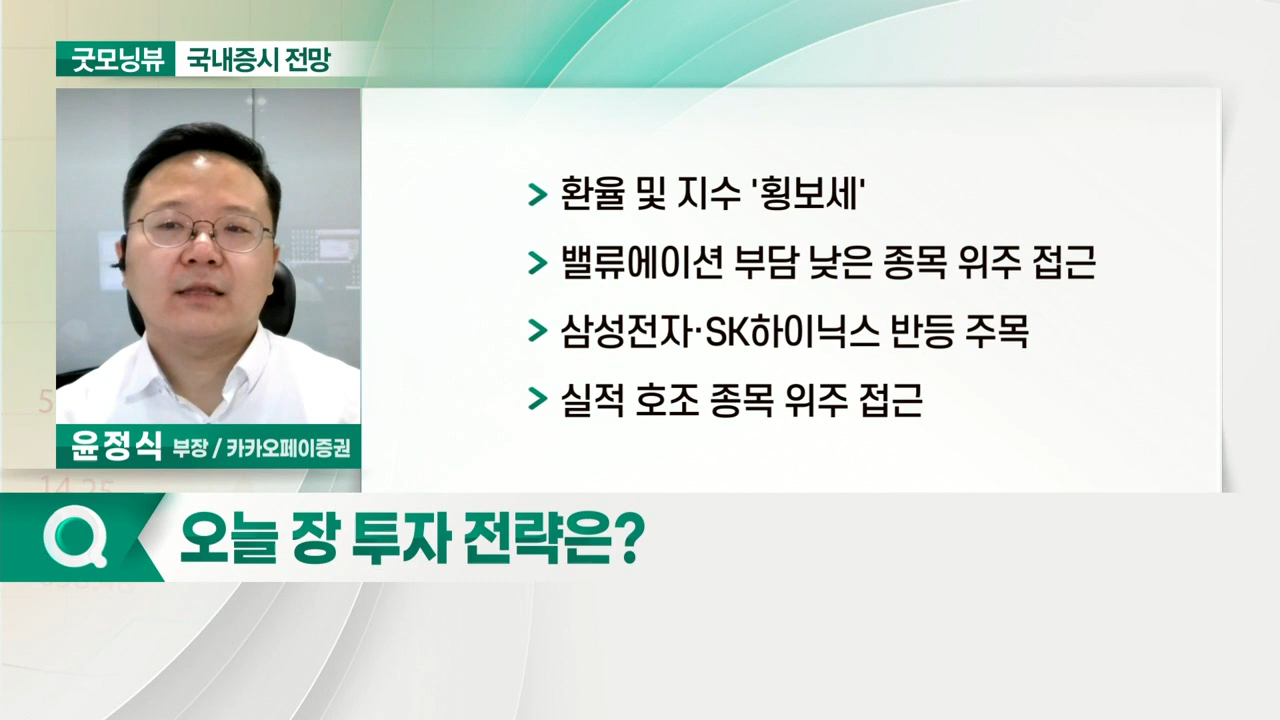 굿모닝뷰 국내증시 전망
> 환율 및 지수 '횡보세'
> 밸류에이션 부담 낮은 종목 위주 접근
> 삼성전자·SK하이닉스 반등 주목
> 실적 호조 종목 위주 접근
윤정식 부장 / 카카오페이증권
Q 오늘 장 투자 전략은?